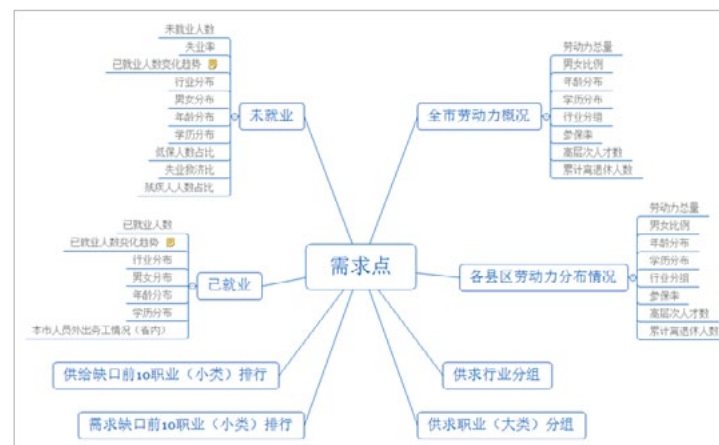 需求点
未就业
未就业人数
失业率
已就业人数变化趋势
行业分布
男女分布
年龄分布
学历分布
低保人数占比
失业救济比
残疾人人数占比
已就业
已就业人数
已就业人数变化趋势
行业分布
男女分布
年龄分布
学历分布
本市人员外出务工情况（省内）
供给缺口前10职业（小类）排行
需求缺口前10职业（小类）排行
全市劳动力概况
劳动力总量
男女比例
年龄分布
学历分布
行业分组
参保率
高层次人才数
累计离退休人数
各县区劳动力分布情况
劳动力总量
男女比例
年龄分布
学历分布
行业分组
参保率
高层次人才数
累计离退休人数
供求行业分组
供求职业（大类）分组